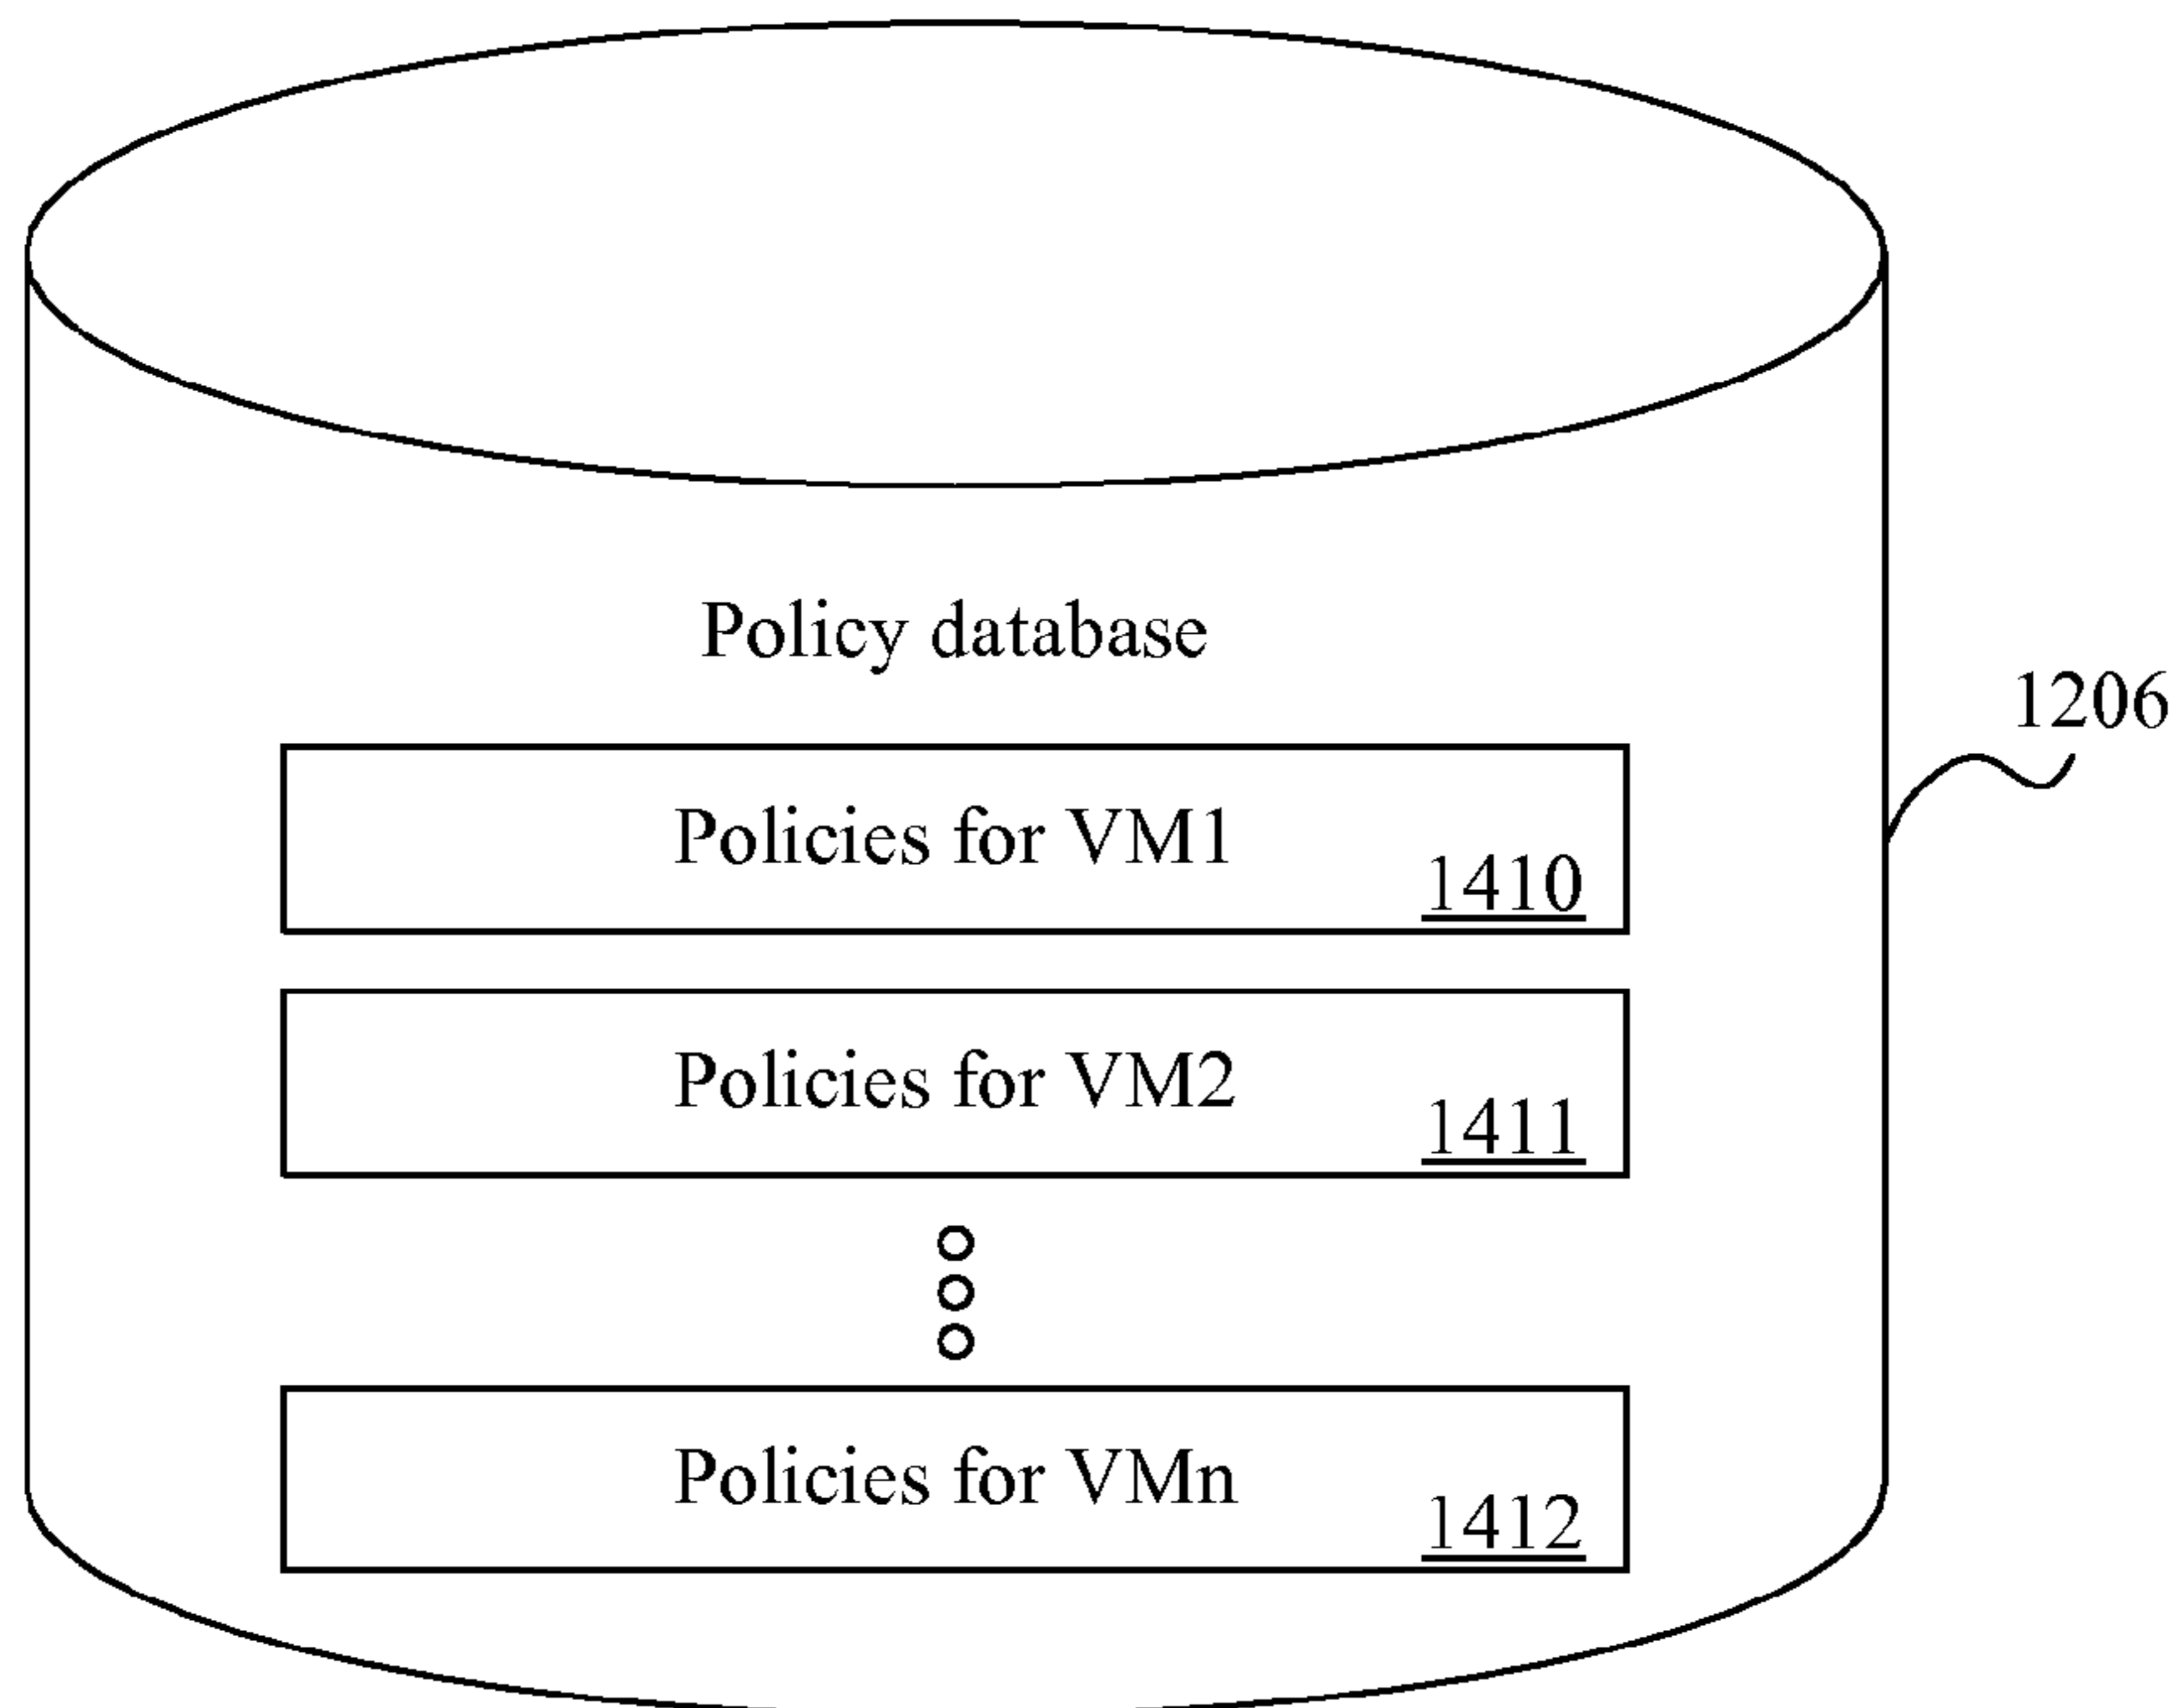 Policy database
1206
Policies for VM1
1410
Policies for VM2
1411
Policies for VMn
1412